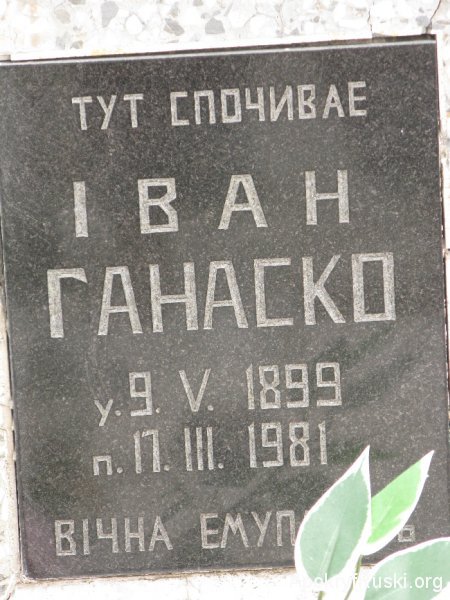 ТУТ СПОЧИВАЕ
ІВАН
ГАНАСКО
у. 9. V. 1899
п. 17. III. 1981
ВІЧНА ЕМУ